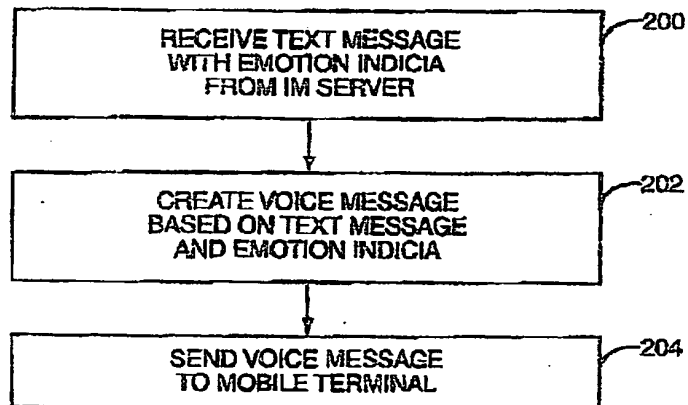 RECEIVE TEXT MESSAGE
WITH EMOTION INDICIA
FROM IM SERVER
200
CREATE VOICE MESSAGE
BASED ON TEXT MESSAGE
AND EMOTION INDICIA
202
SEND VOICE MESSAGE
TO MOBILE TERMINAL
204